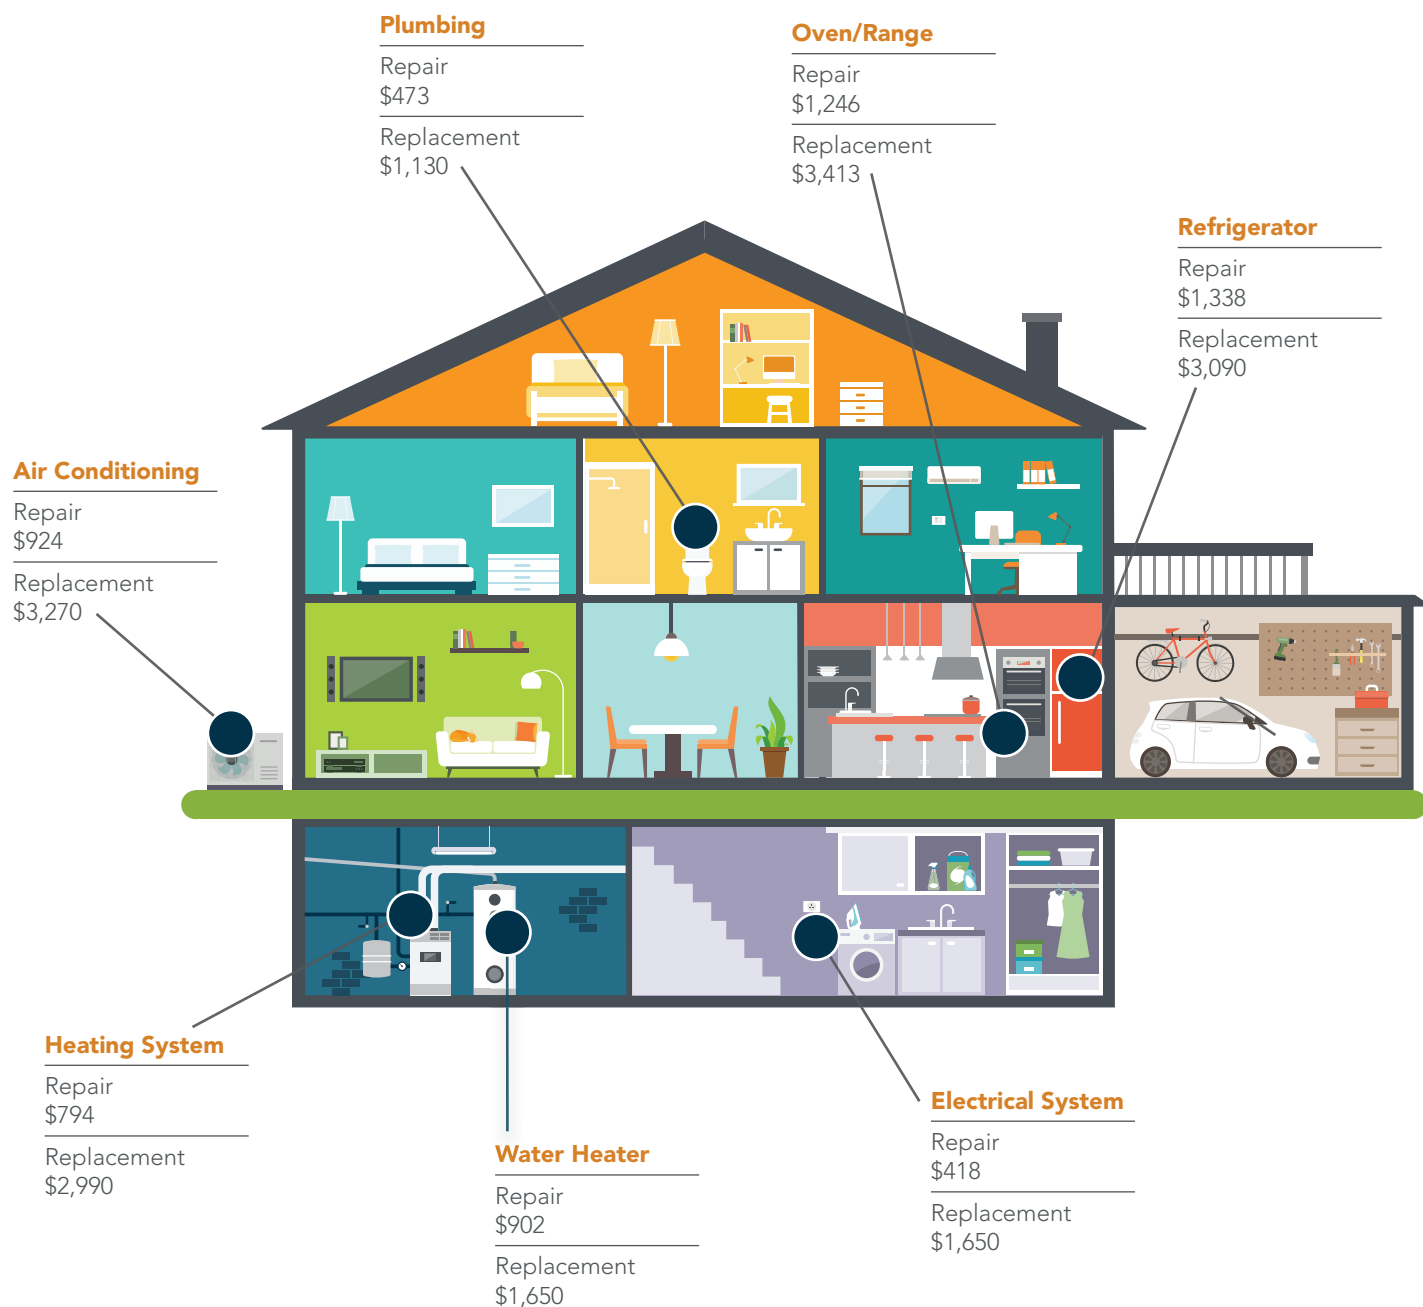 Plumbing
Repair
$473
Replacement
$1,130
Oven/Range
Repair
$1,246
Replacement
$3,413
Refrigerator
Repair
$1,338
Replacement
$3,090
Air Conditioning
Repair
$924
Replacement
$3,270
Heating System
Repair
$794
Replacement
$2,990
Water Heater
Repair
$902
Replacement
$1,650
Electrical System
Repair
$418
Replacement
$1,650